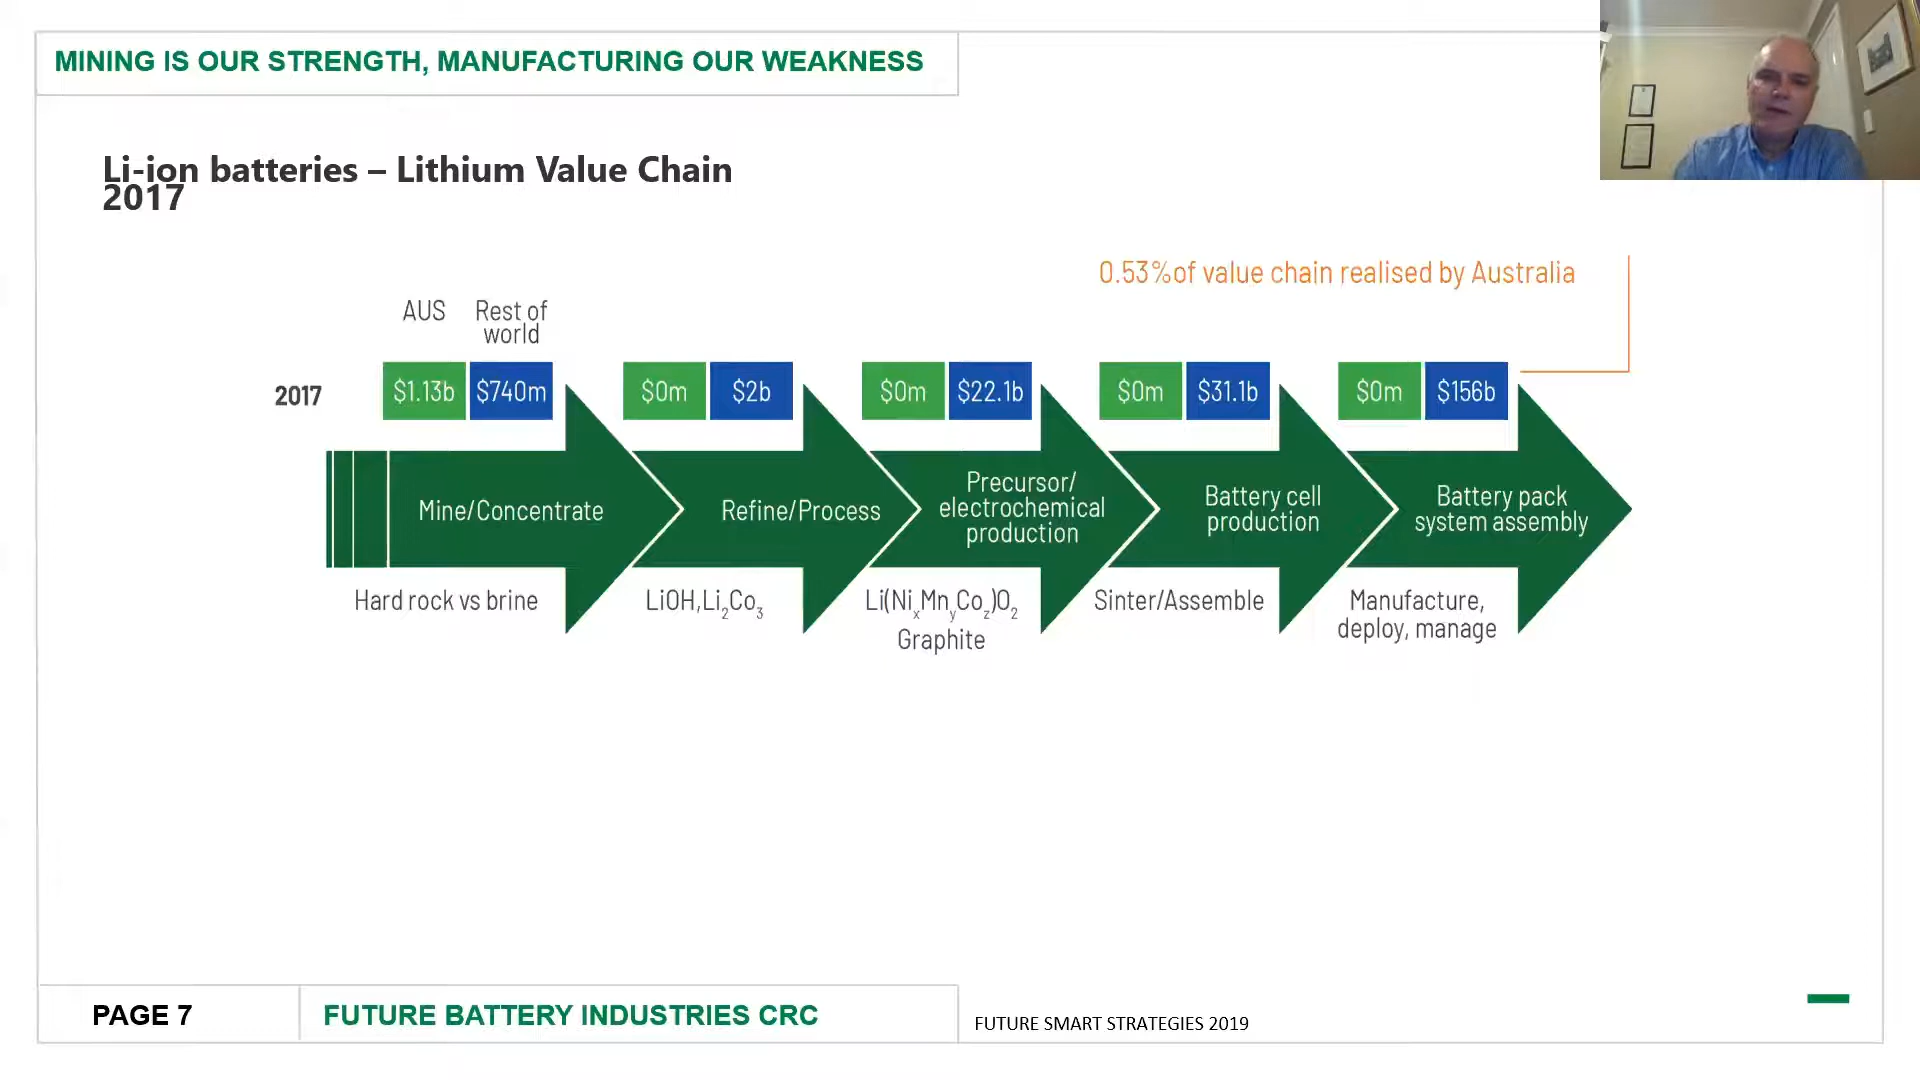 MINING IS OUR STRENGTH, MANUFACTURING OUR WEAKNESS
Li-ion batteries – Lithium Value Chain
2017
0.53%of value chain realised by Australia
AUS
Rest of
world
2017
$1.13b
$740m
$0m
$2b
$0m
$22.1b
$0m
$31.1b
$0m
$156b
Mine/Concentrate
Refine/Process
Precursor/
electrochemical
production
Battery cell
production
Battery pack
system assembly
Hard rock vs brine
LiOH,Li₂Co₃
Li(NiₓMnᵧCo_z)O₂
Graphite
Sinter/Assemble
Manufacture,
deploy, manage
PAGE 7
FUTURE BATTERY INDUSTRIES CRC
FUTURE SMART STRATEGIES 2019